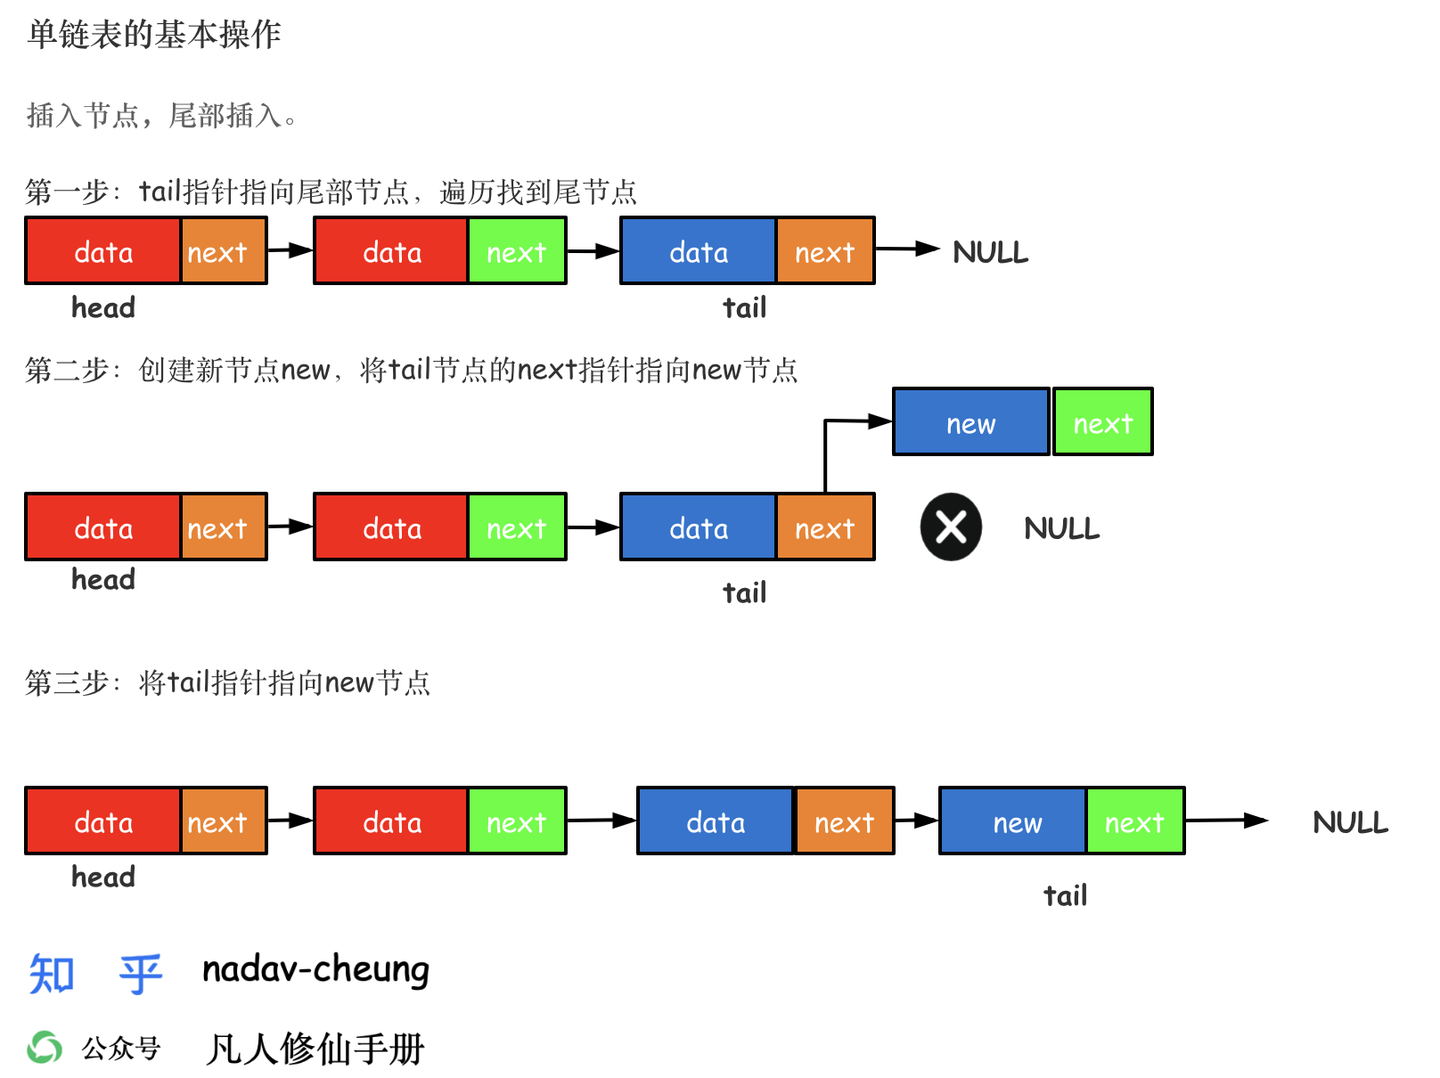 单链表的基本操作
插入节点，尾部插入。
第一步：tail指针指向尾部节点，遍历找到尾节点
data next data next data next NULL
head tail
第二步：创建新节点new，将tail节点的next指针指向new节点
new next
data next data next data next NULL
head
tail
第三步：将tail指针指向new节点
data next data next data next new next NULL
head
tail
知 乎 nadav-cheung
公众号 凡人修仙手册